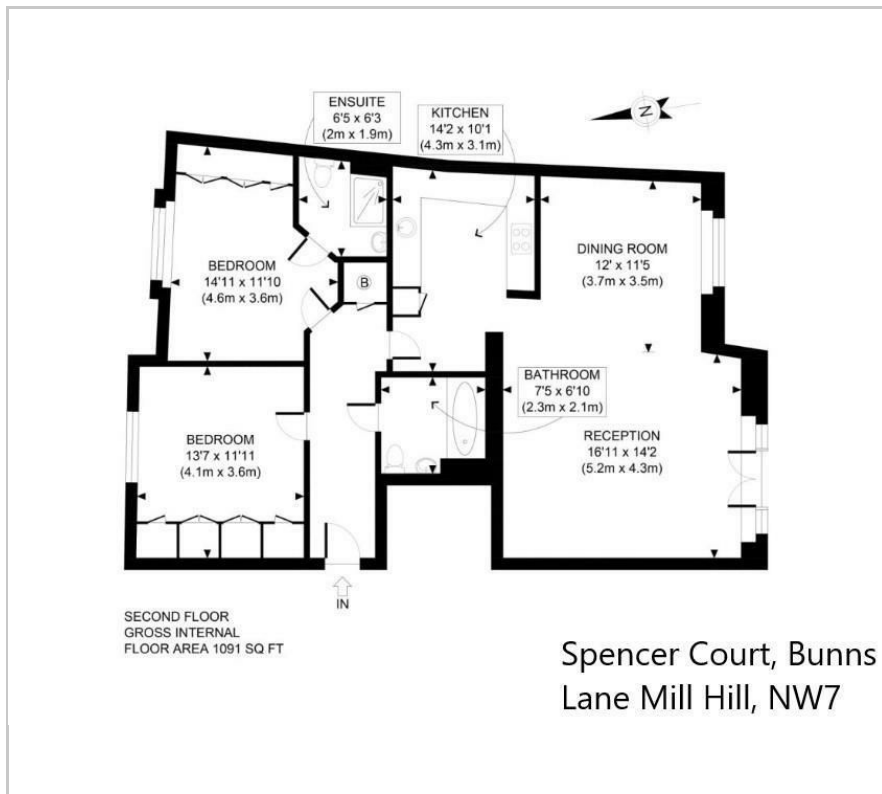 ENSUITE
6'5 x 6'3
(2m x 1.9m)
KITCHEN
14'2 x 10'1
(4.3m x 3.1m)
N
BEDROOM
14'11 x 11'10
(4.6m x 3.6m)
B
DINING ROOM
12' x 11'5
(3.7m x 3.5m)
BATHROOM
7'5 x 6'10
(2.3m x 2.1m)
BEDROOM
13'7 x 11'11
(4.1m x 3.6m)
RECEPTION
16'11 x 14'2
(5.2m x 4.3m)
IN
SECOND FLOOR
GROSS INTERNAL
FLOOR AREA 1091 SQ FT
Spencer Court, Bunns
Lane Mill Hill, NW7